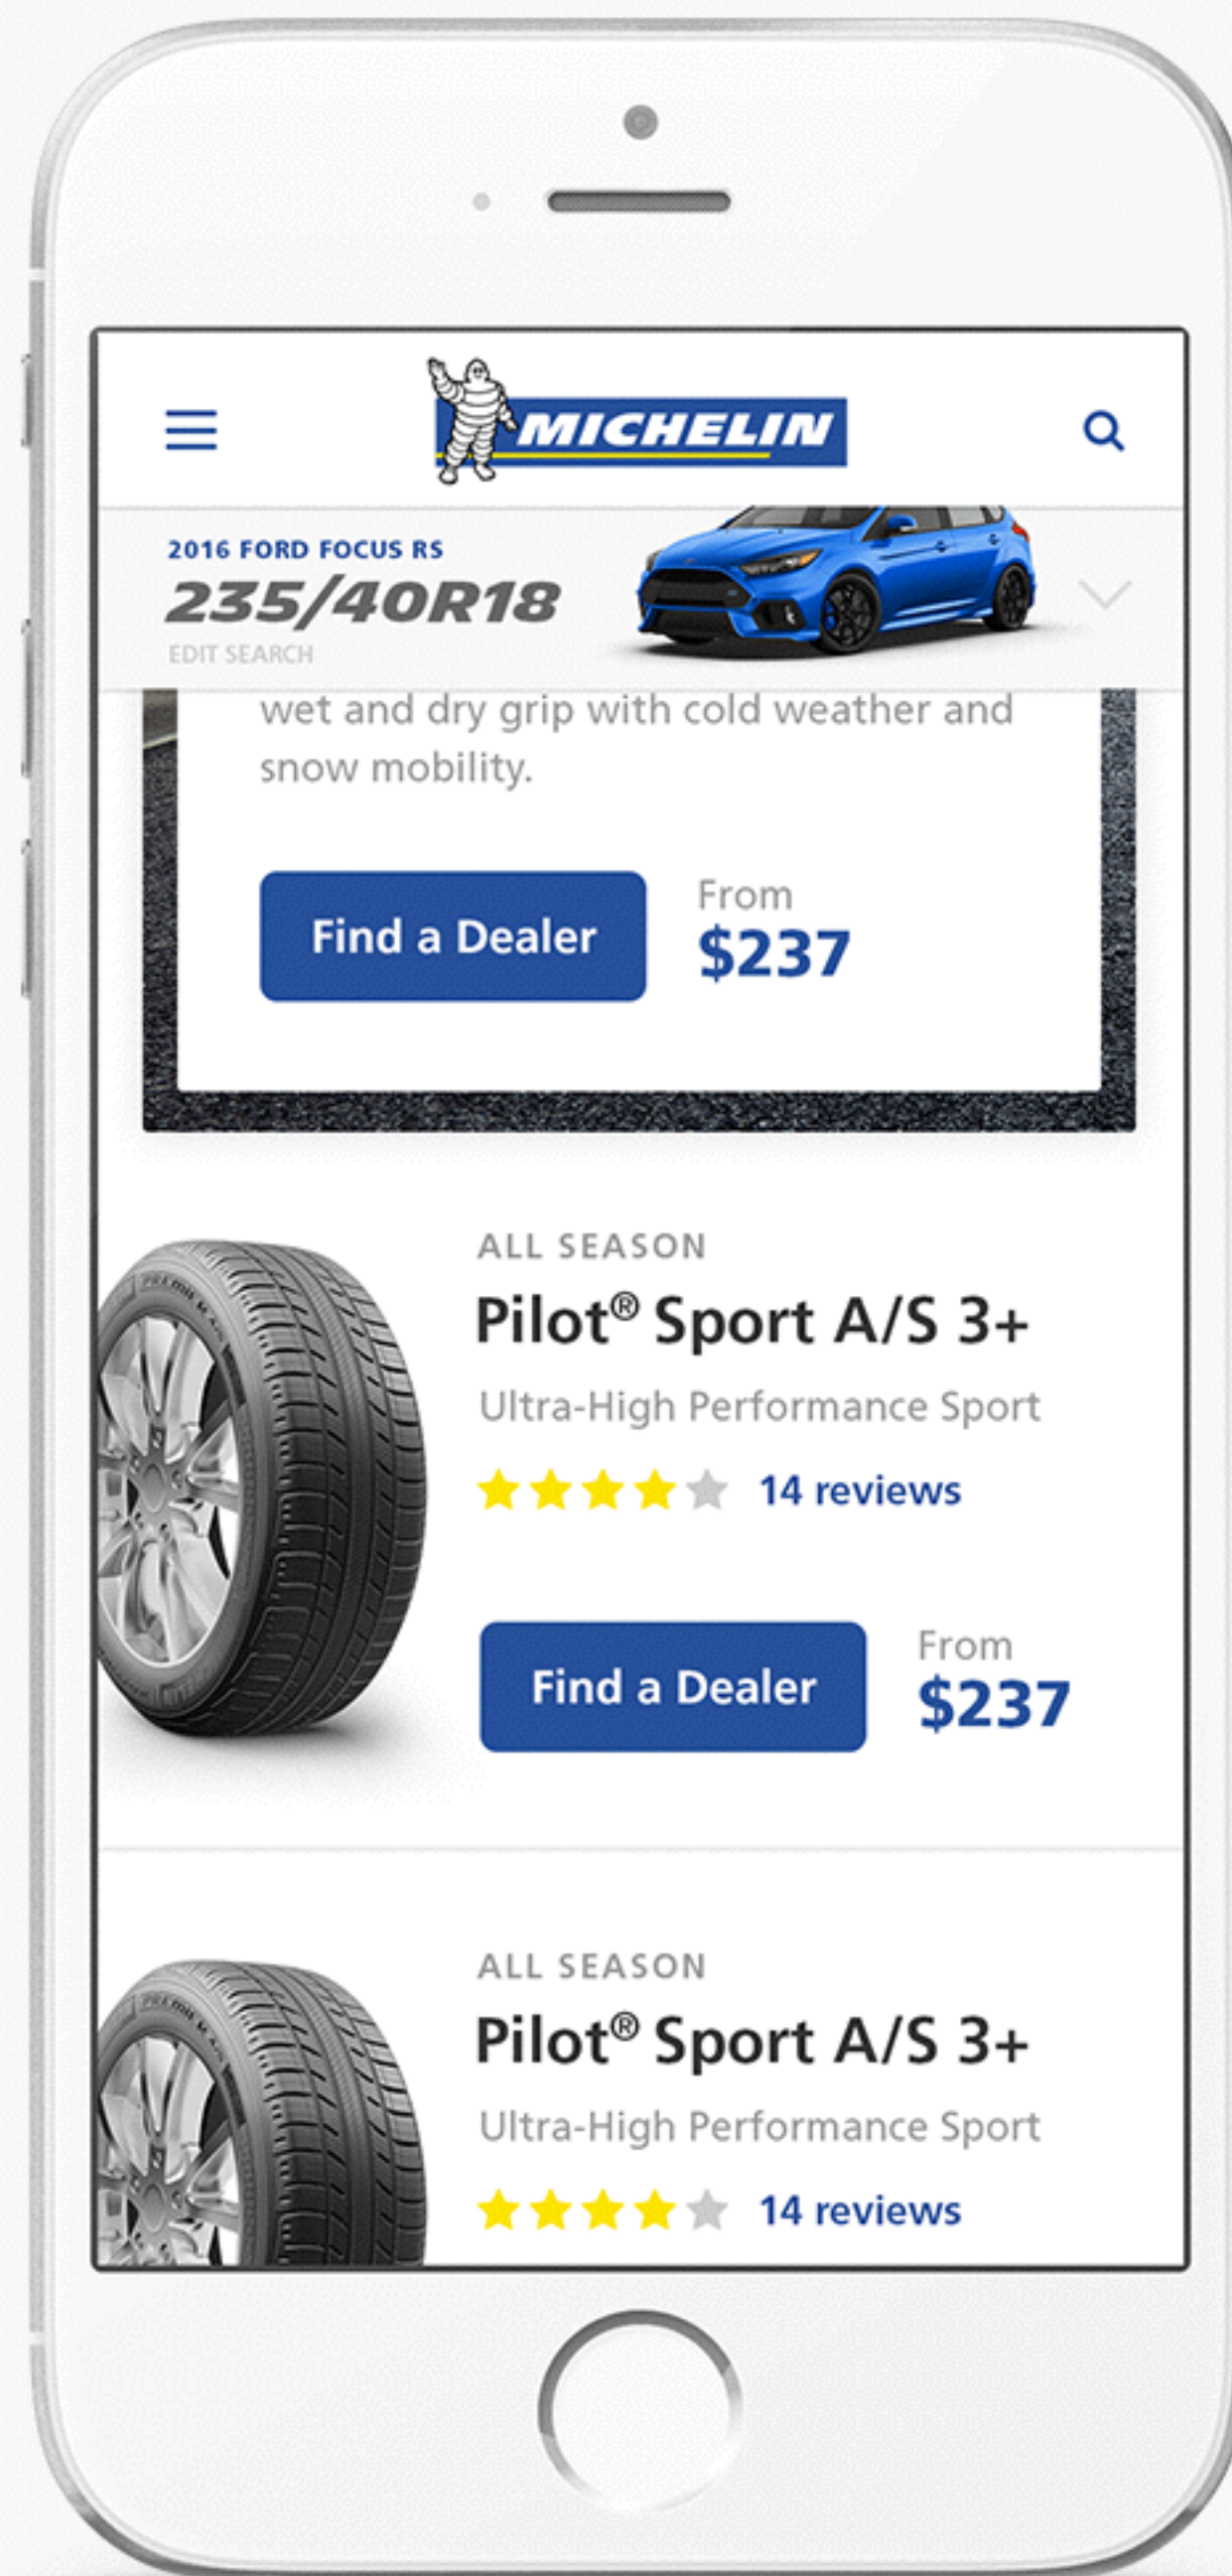 MICHELIN
2016 FORD FOCUS RS
235/40R18
EDIT SEARCH
wet and dry grip with cold weather and
snow mobility.
Find a Dealer
From
$237
ALL SEASON
Pilot® Sport A/S 3+
Ultra-High Performance Sport
14 reviews
Find a Dealer
From
$237
ALL SEASON
Pilot® Sport A/S 3+
Ultra-High Performance Sport
14 reviews